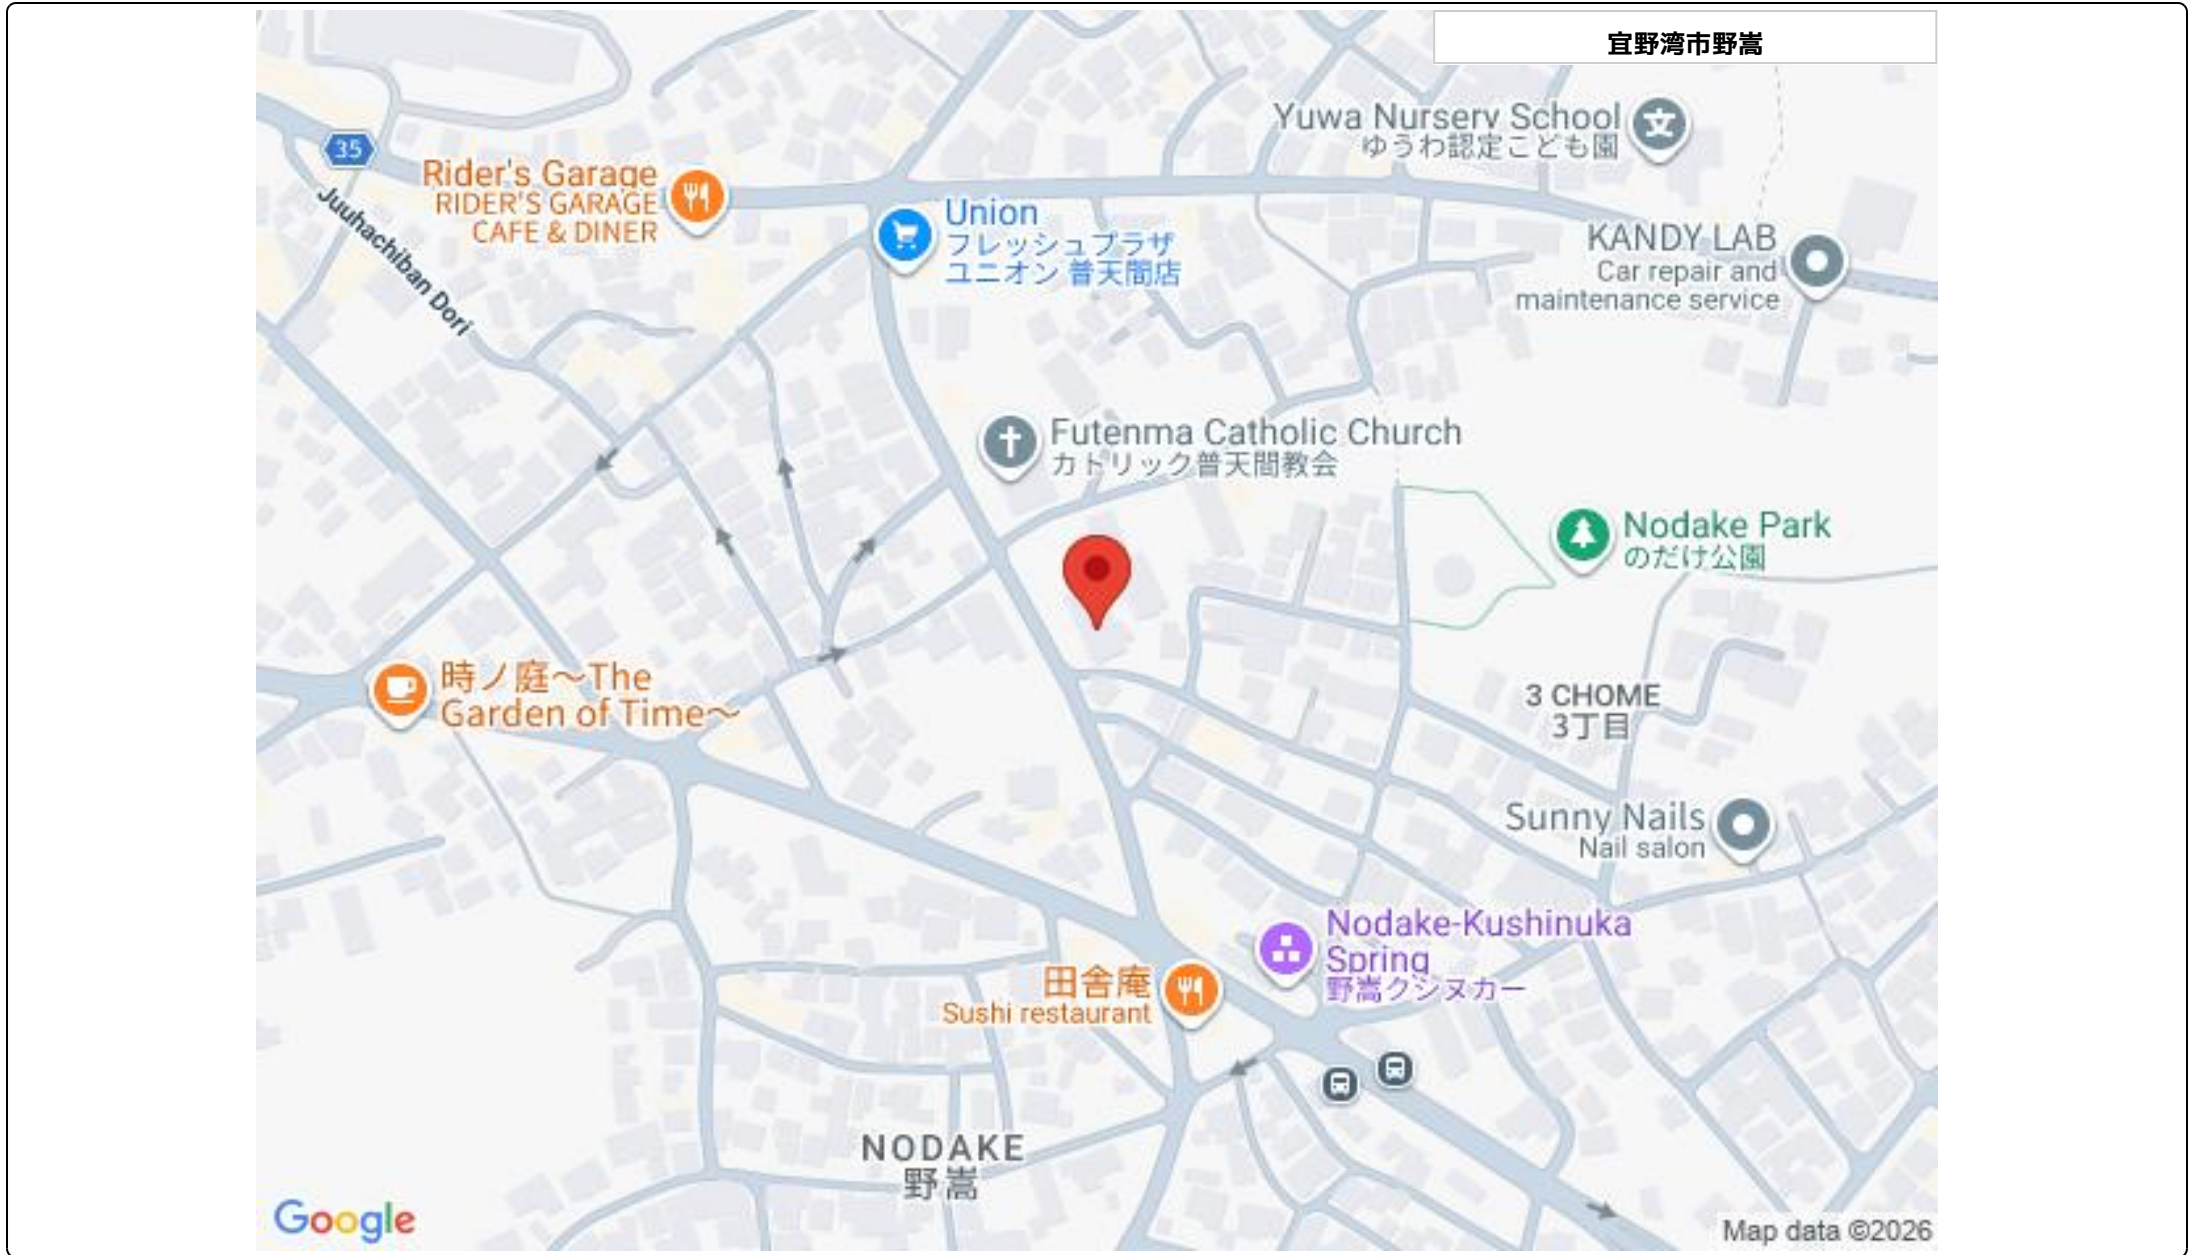 宜野湾市野嵩
Yuwa Nursery School
ゆうわ認定こども園
35
Rider's Garage
RIDER'S GARAGE
CAFE & DINER
Juuhachiban Dori
Union
フレッシュプラザ
ユニオン 普天間店
KANDY LAB
Car repair and
maintenance service
Futenma Catholic Church
カトリック普天間教会
Nodake Park
のだけ公園
時ノ庭〜The
Garden of Time〜
3 CHOME
3丁目
Sunny Nails
Nail salon
Nodake-Kushinuka
Spring
野嵩クシヌカー
田舎庵
Sushi restaurant
NODAKE
野嵩
Google
Map data ©2026